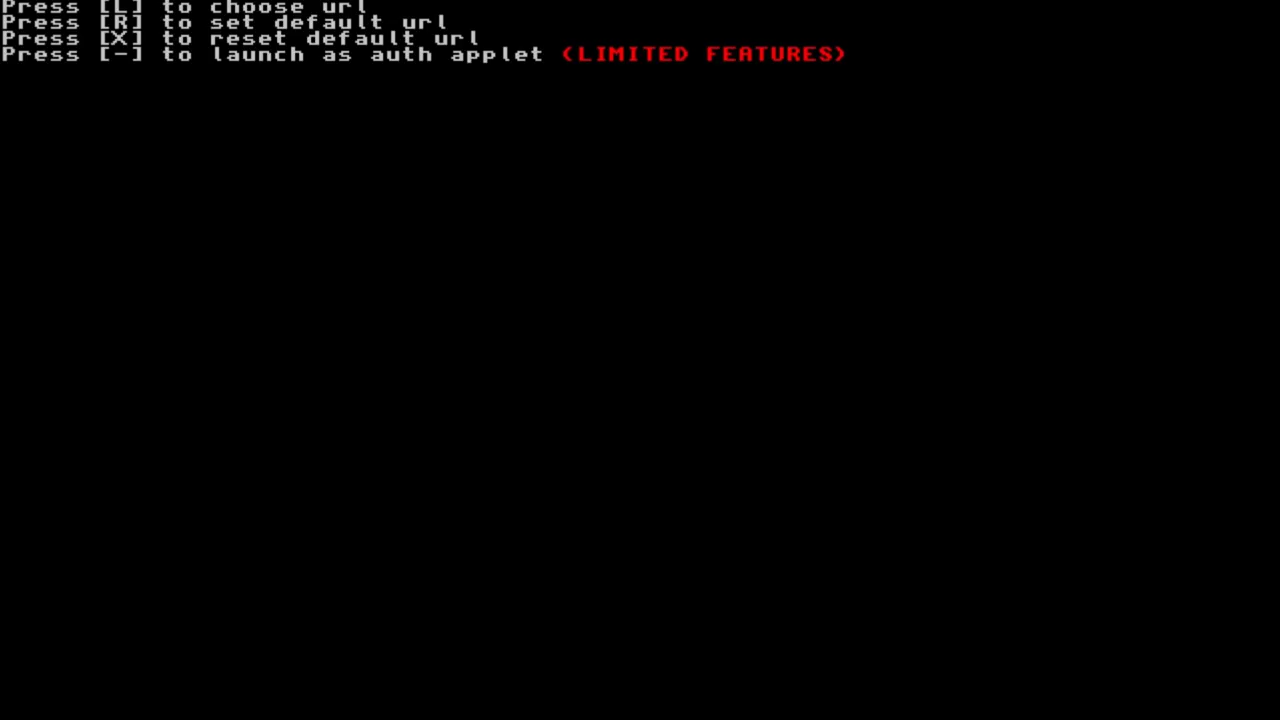 Press [L] to choose url
Press [R] to set default url
Press [X] to reset default url
Press [-] to launch as auth applet (LIMITED FEATURES)